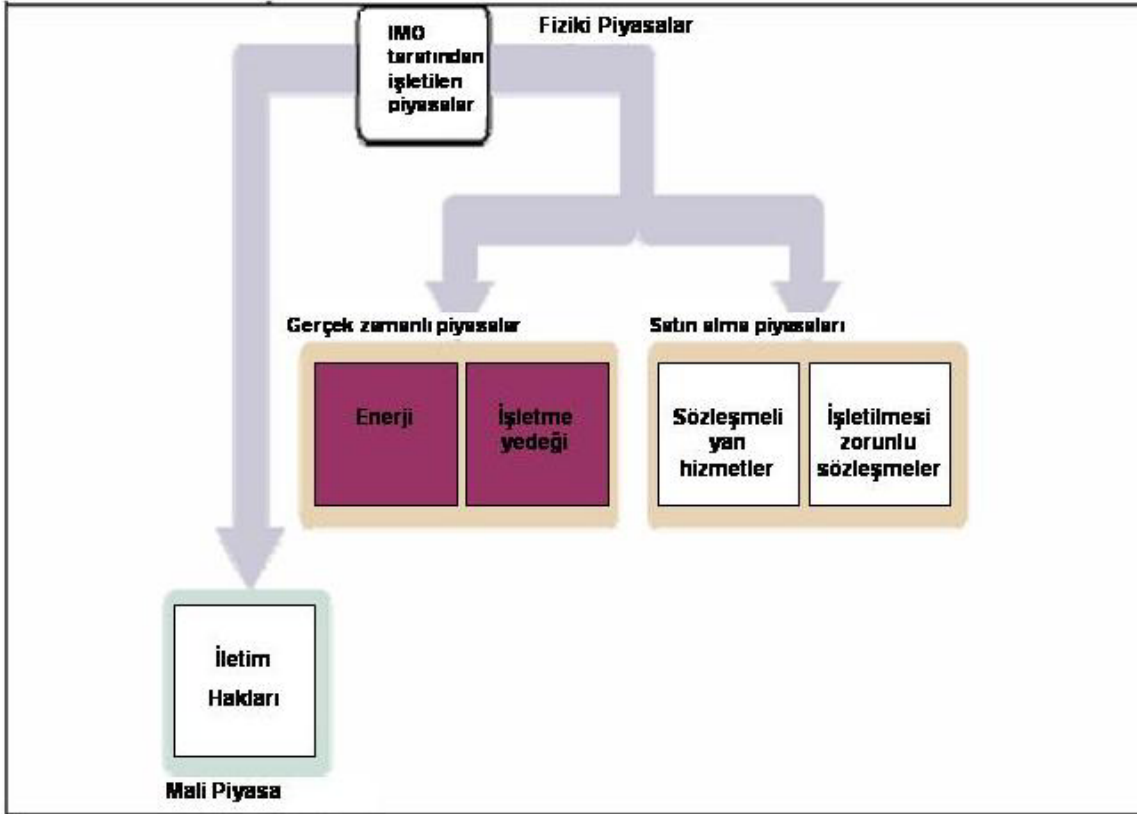 IMO
tarafından
işletilen
piyasalar
Fiziki Piyasalar
Gerçek zamanlı piyasalar
Satın alma piyasaları
Enerji
İşletme
yedeği
Sözleşmeli
yan
hizmetler
İşletilmesi
zorunlu
sözleşmeler
İletim
Hakları
Mali Piyasa